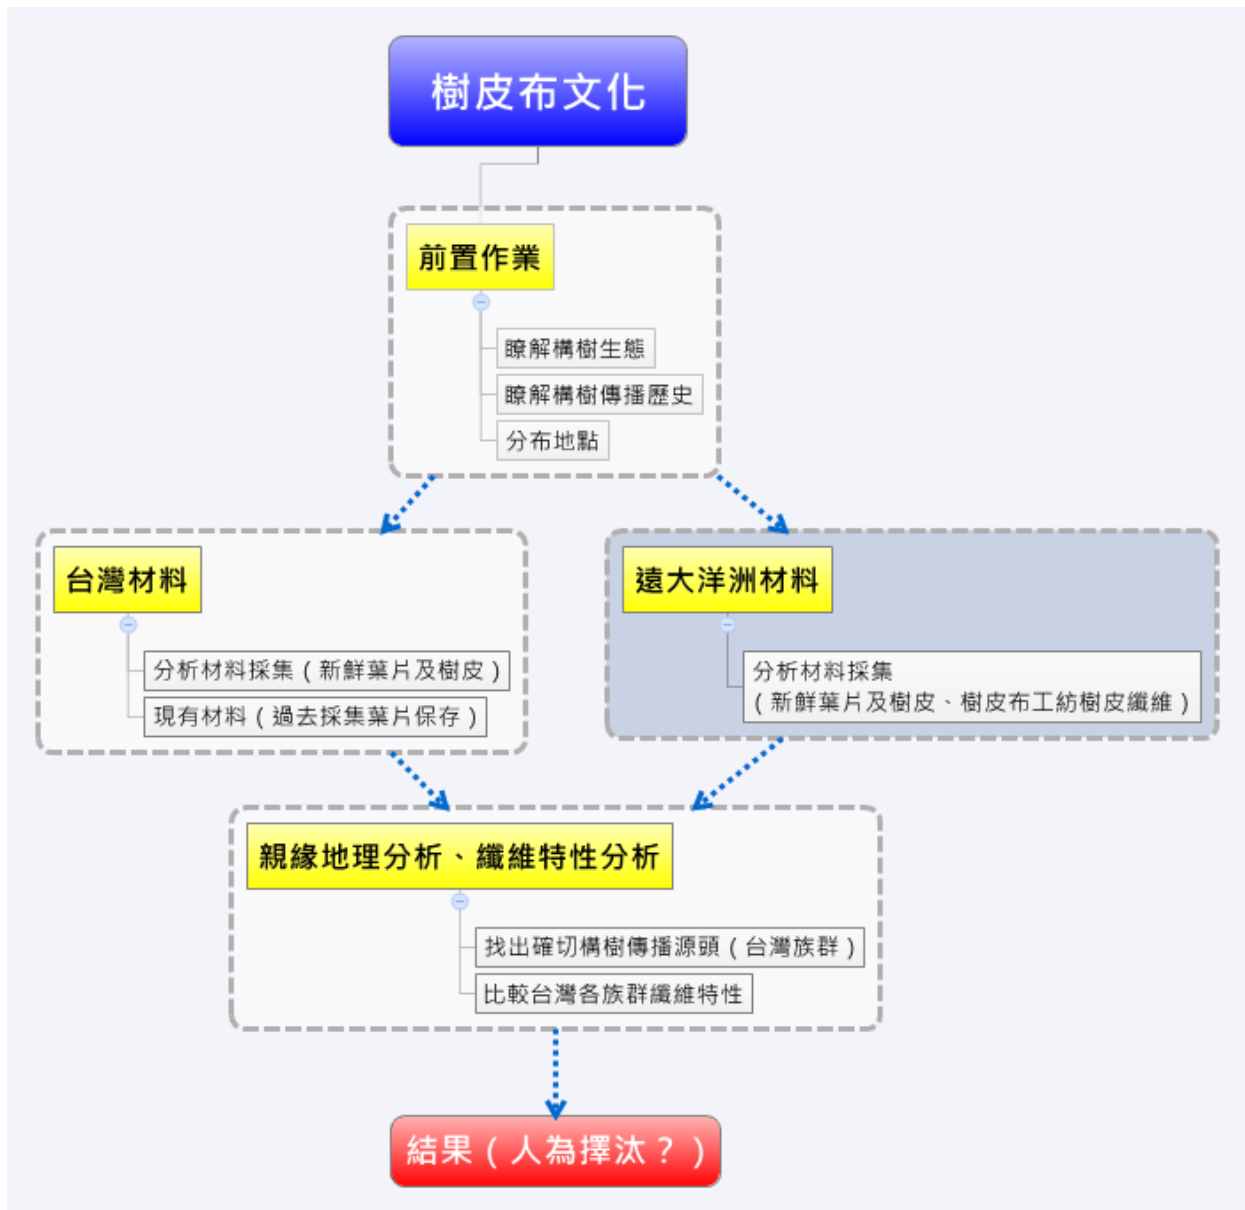 樹皮布文化
前置作業
瞭解構樹生態
瞭解構樹傳播歷史
分布地點
台灣材料
分析材料採集（新鮮葉片及樹皮）
現有材料（過去採集葉片保存）
遠大洋洲材料
分析材料採集
（新鮮葉片及樹皮、樹皮布工紡樹皮纖維）
親緣地理分析、纖維特性分析
找出確切構樹傳播源頭（台灣族群）
比較台灣各族群纖維特性
結果（人為擇汰？）